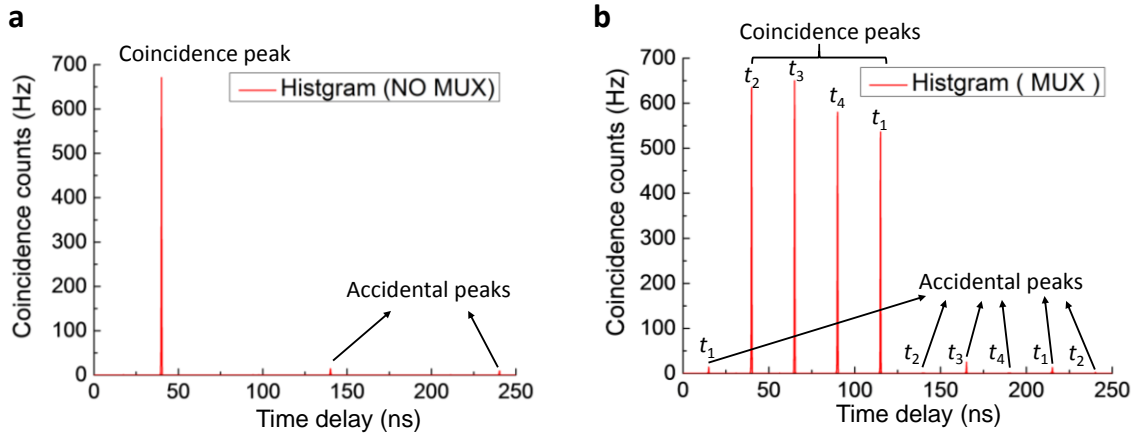 a
Coincidence peak
Histgram (NO MUX)
Coincidence counts (Hz)
700
600
500
400
300
200
100
0
Accidental peaks
0 50 100 150 200 250
Time delay (ns)
b
Coincidence peaks
t2 t3 t4 t1
Histgram ( MUX )
Coincidence counts (Hz)
700
600
500
400
300
200
100
0
Accidental peaks
t1 t2 t3 t4 t1 t2
0 50 100 150 200 250
Time delay (ns)